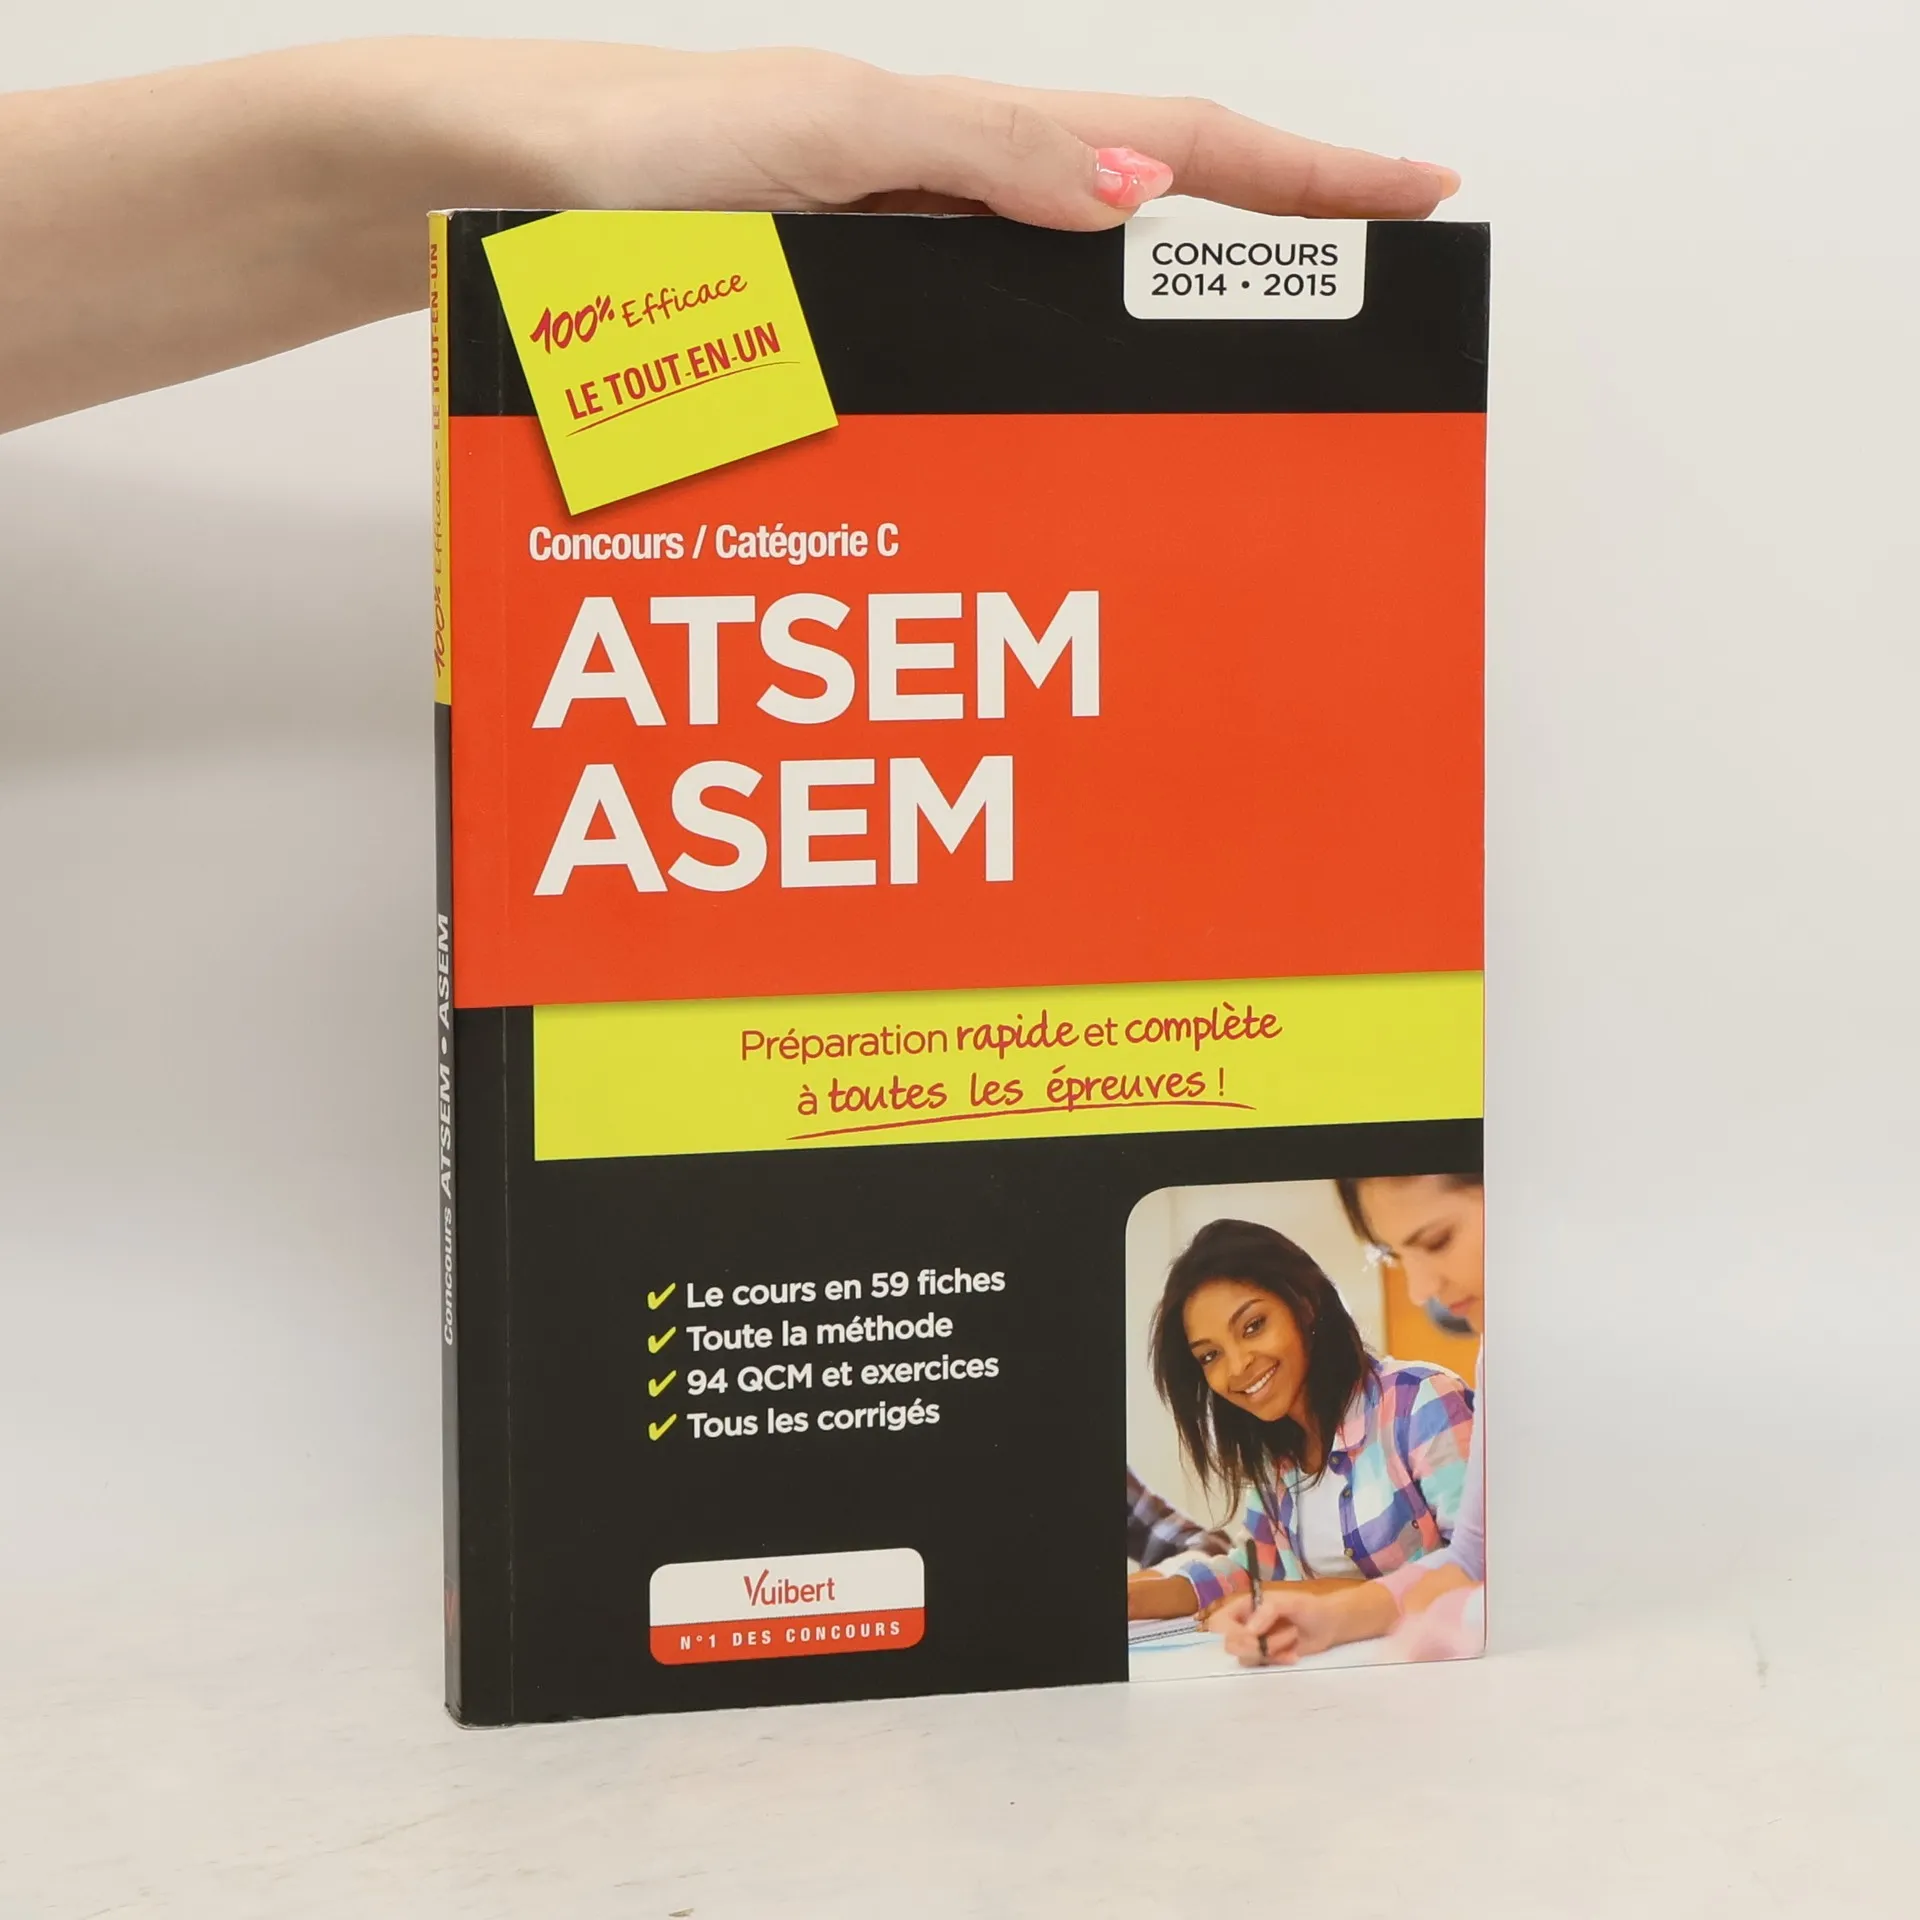 100% Efficace
LE TOUT-EN-UN
CONCOURS
2014 • 2015
Concours / Catégorie C
ATSEM
ASEM
Préparation rapide et complète
à toutes les épreuves !
✔ Le cours en 59 fiches
✔ Toute la méthode
✔ 94 QCM et exercices
✔ Tous les corrigés
Vuibert
N°1 DES CONCOURS
100% Efficace • LE TOUT-EN-UN
Concours ATSEM • ASEM